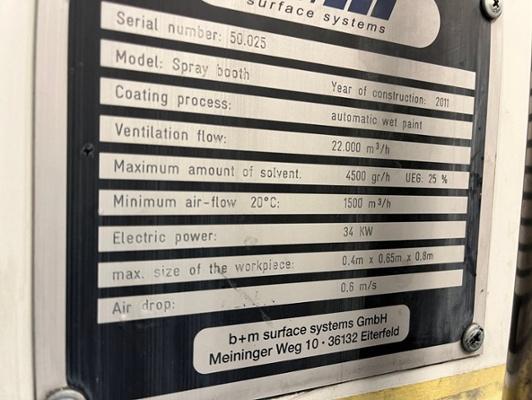 surface systems
Serial number: 50.025
Model: Spray booth Year of construction: 2011
Coating process: automatic wet paint
Ventilation flow: 22.000 m³/h
Maximum amount of solvent. 4500 gr/h UEG: 25 %
Minimum air-flow 20°C: 1500 m³/h
Electric power: 34 KW
max. size of the workpiece: 0,4m x 0,65m x 0,8m
Air drop: 0.6 m/s
b+m surface systems GmbH
Meininger Weg 10 · 36132 Eiterfeld